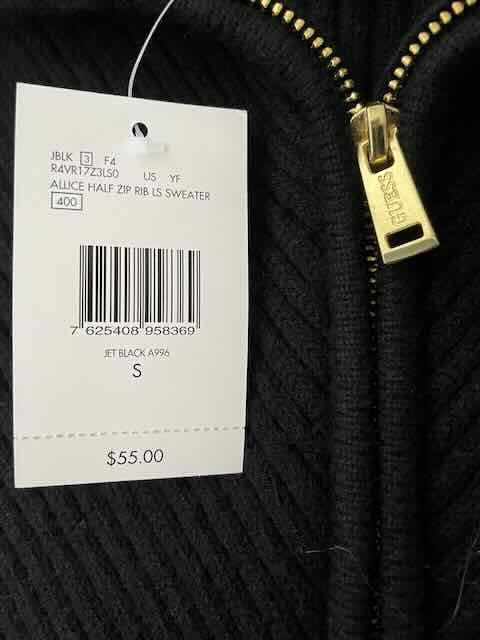 JBLK 3 F4
R4VR17Z3LS0 US YF
ALLICE HALF ZIP RIB LS SWEATER
400
7 625408 958369
JET BLACK A996
S
$55.00
GUESS